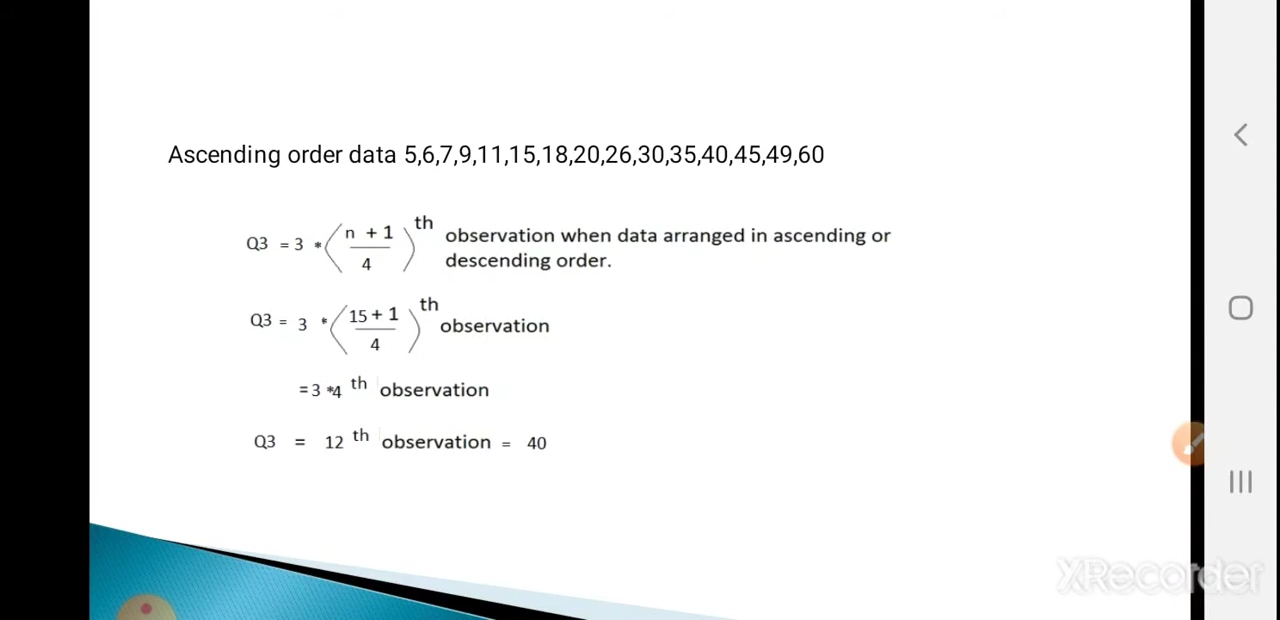 Ascending order data 5,6,7,9,11,15,18,20,26,30,35,40,45,49,60
Q3 = 3 * ( n + 1 / 4 ) th observation when data arranged in ascending or
descending order.
Q3 = 3 * ( 15 + 1 / 4 ) th observation
= 3 *4 th observation
Q3 = 12 th observation = 40
XRecorder